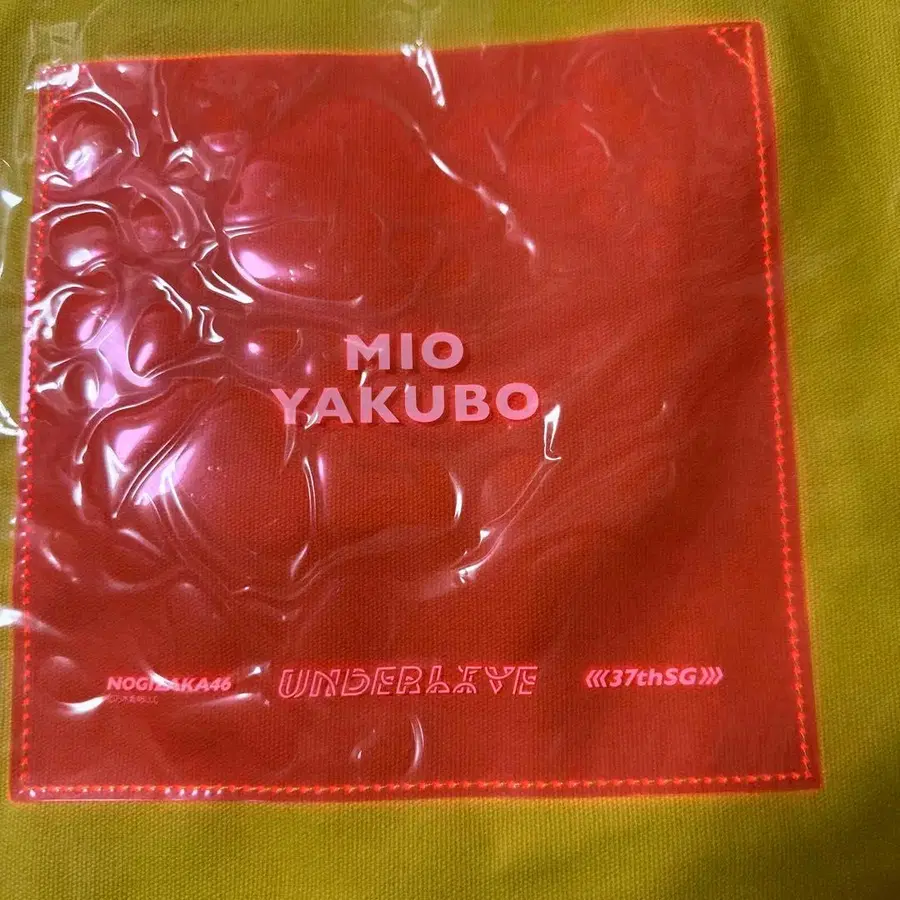 MIO
YAKUBO
NOGIZAKA46 UNDERLIVE <<<37thSG>>>